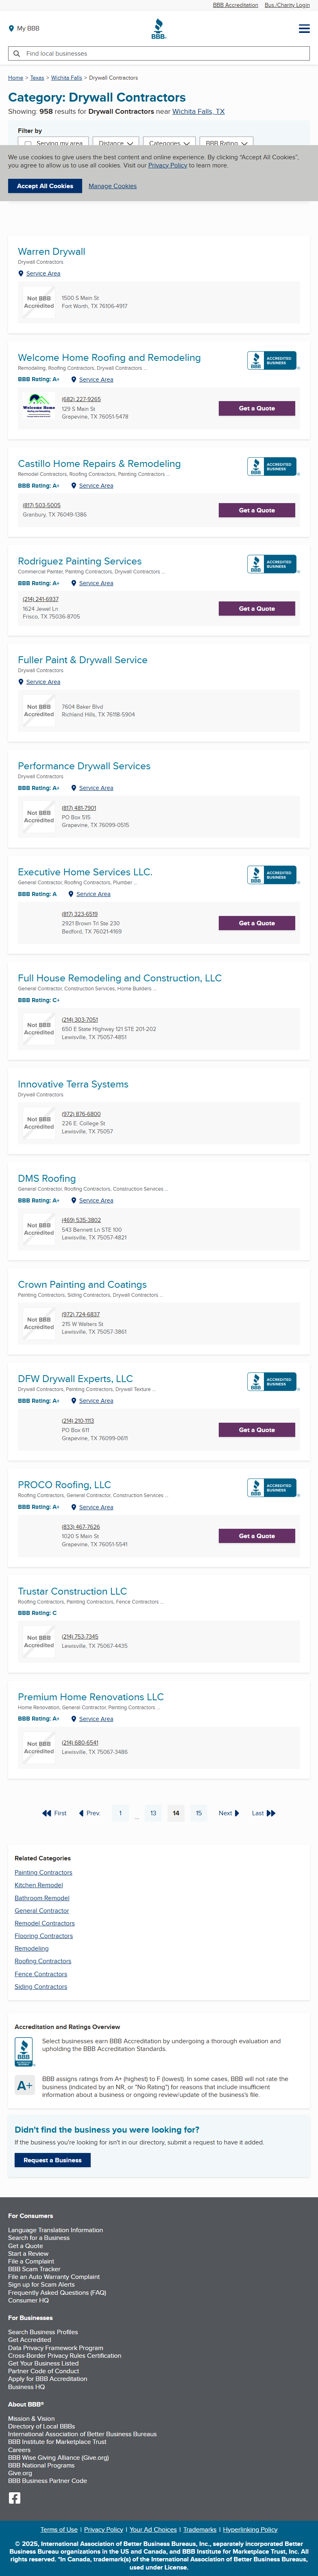 BBB Accreditation
Bus./Charity Login
My BBB
BBB
Find local businesses
Home > Texas > Wichita Falls > Drywall Contractors
Category: Drywall Contractors
Showing: 958 results for Drywall Contractors near Wichita Falls, TX
Filter by
Serving my area
Distance
Categories
BBB Rating
We use cookies to give users the best content and online experience. By clicking “Accept All Cookies”, you agree to allow us to use all cookies. Visit our Privacy Policy to learn more.
Accept All Cookies
Manage Cookies
Warren Drywall
Drywall Contractors
Service Area
Not BBB Accredited
1500 S Main St
Fort Worth, TX 76106-4917
Welcome Home Roofing and Remodeling
Remodeling, Roofing Contractors, Drywall Contractors ...
BBB Rating: A+
Service Area
ACCREDITED BUSINESS
BBB
Welcome Home
(682) 227-9265
129 S Main St
Grapevine, TX 76051-5478
Get a Quote
Castillo Home Repairs & Remodeling
Remodel Contractors, Roofing Contractors, Painting Contractors ...
BBB Rating: A+
Service Area
ACCREDITED BUSINESS
BBB
(817) 503-5005
Granbury, TX 76049-1386
Get a Quote
Rodriguez Painting Services
Commercial Painter, Painting Contractors, Drywall Contractors ...
BBB Rating: A+
Service Area
ACCREDITED BUSINESS
BBB
(214) 241-6937
1624 Jewel Ln
Frisco, TX 75036-8705
Get a Quote
Fuller Paint & Drywall Service
Drywall Contractors
Service Area
Not BBB Accredited
7604 Baker Blvd
Richland Hills, TX 76118-5904
Performance Drywall Services
Drywall Contractors
BBB Rating: A+
Service Area
Not BBB Accredited
(817) 481-7901
PO Box 515
Grapevine, TX 76099-0515
Executive Home Services LLC.
General Contractor, Roofing Contractors, Plumber ...
BBB Rating: A
Service Area
ACCREDITED BUSINESS
BBB
(817) 323-6519
2921 Brown Trl Ste 230
Bedford, TX 76021-4169
Get a Quote
Full House Remodeling and Construction, LLC
General Contractor, Construction Services, Home Builders ...
BBB Rating: C+
Not BBB Accredited
(214) 303-7051
650 E State Highway 121 STE 201-202
Lewisville, TX 75057-4851
Innovative Terra Systems
Drywall Contractors
Not BBB Accredited
(972) 876-6800
226 E. College St
Lewisville, TX 75057
DMS Roofing
General Contractor, Roofing Contractors, Construction Services ...
BBB Rating: A+
Service Area
Not BBB Accredited
(469) 535-3802
543 Bennett Ln STE 100
Lewisville, TX 75057-4821
Crown Painting and Coatings
Painting Contractors, Siding Contractors, Drywall Contractors ...
Not BBB Accredited
(972) 724-6837
215 W Walters St
Lewisville, TX 75057-3861
DFW Drywall Experts, LLC
Drywall Contractors, Painting Contractors, Drywall Texture ...
BBB Rating: A+
Service Area
ACCREDITED BUSINESS
BBB
(214) 210-1113
PO Box 611
Grapevine, TX 76099-0611
Get a Quote
PROCO Roofing, LLC
Roofing Contractors, General Contractor, Construction Services ...
BBB Rating: A+
Service Area
ACCREDITED BUSINESS
BBB
(833) 467-7626
1020 S Main St
Grapevine, TX 76051-5541
Get a Quote
Trustar Construction LLC
Roofing Contractors, Painting Contractors, Fence Contractors ...
BBB Rating: C
Not BBB Accredited
(214) 753-7345
Lewisville, TX 75067-4435
Premium Home Renovations LLC
Home Renovation, General Contractor, Painting Contractors ...
BBB Rating: A+
Service Area
Not BBB Accredited
(214) 680-6541
Lewisville, TX 75067-3486
First
Prev.
1
...
13
14
15
Next
Last
Related Categories
Painting Contractors
Kitchen Remodel
Bathroom Remodel
General Contractor
Remodel Contractors
Flooring Contractors
Remodeling
Roofing Contractors
Fence Contractors
Siding Contractors
Accreditation and Ratings Overview
BBB
Select businesses earn BBB Accreditation by undergoing a thorough evaluation and upholding the BBB Accreditation Standards.
A+
BBB assigns ratings from A+ (highest) to F (lowest). In some cases, BBB will not rate the business (indicated by an NR, or "No Rating") for reasons that include insufficient information about a business or ongoing review/update of the business's file.
Didn't find the business you were looking for?
If the business you're looking for isn't in our directory, submit a request to have it added.
Request a Business
For Consumers
Language Translation Information
Search for a Business
Get a Quote
Start a Review
File a Complaint
BBB Scam Tracker
File an Auto Warranty Complaint
Sign up for Scam Alerts
Frequently Asked Questions (FAQ)
Consumer HQ
For Businesses
Search Business Profiles
Get Accredited
Data Privacy Framework Program
Cross-Border Privacy Rules Certification
Get Your Business Listed
Partner Code of Conduct
Apply for BBB Accreditation
Business HQ
About BBB®
Mission & Vision
Directory of Local BBBs
International Association of Better Business Bureaus
BBB Institute for Marketplace Trust
Careers
BBB Wise Giving Alliance (Give.org)
BBB National Programs
Give.org
BBB Business Partner Code
Terms of Use | Privacy Policy | Your Ad Choices | Trademarks | Hyperlinking Policy
© 2025, International Association of Better Business Bureaus, Inc., separately incorporated Better Business Bureau organizations in the US and Canada, and BBB Institute for Marketplace Trust, Inc. All rights reserved. *In Canada, trademark(s) of the International Association of Better Business Bureaus, used under License.